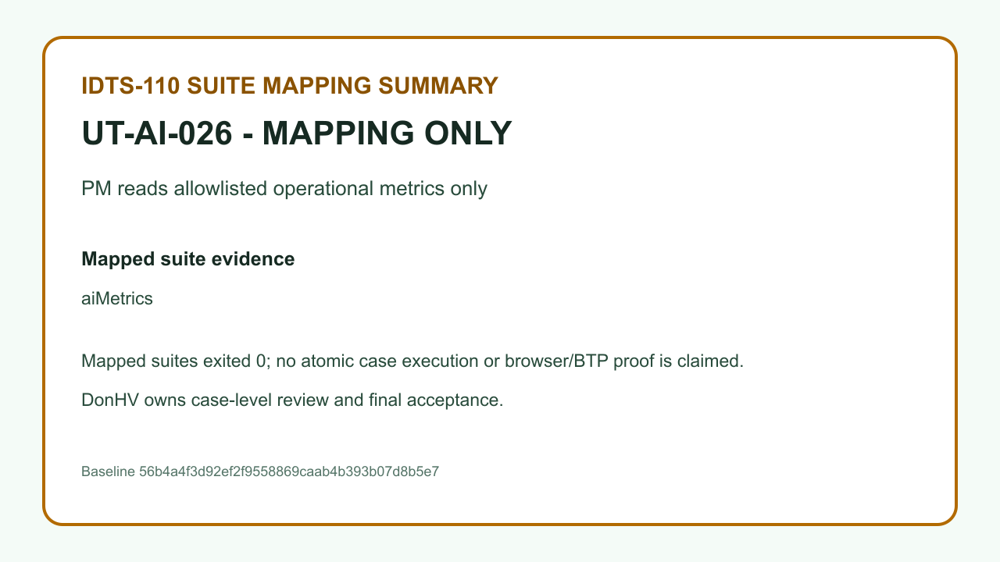 IDTS-110 SUITE MAPPING SUMMARY
UT-AI-026 - MAPPING ONLY
PM reads allowlisted operational metrics only
Mapped suite evidence
aiMetrics
Mapped suites exited 0; no atomic case execution or browser/BTP proof is claimed.
DonHV owns case-level review and final acceptance.
Baseline 56b4a4f3d92ef2f9558869caab4b393b07d8b5e7